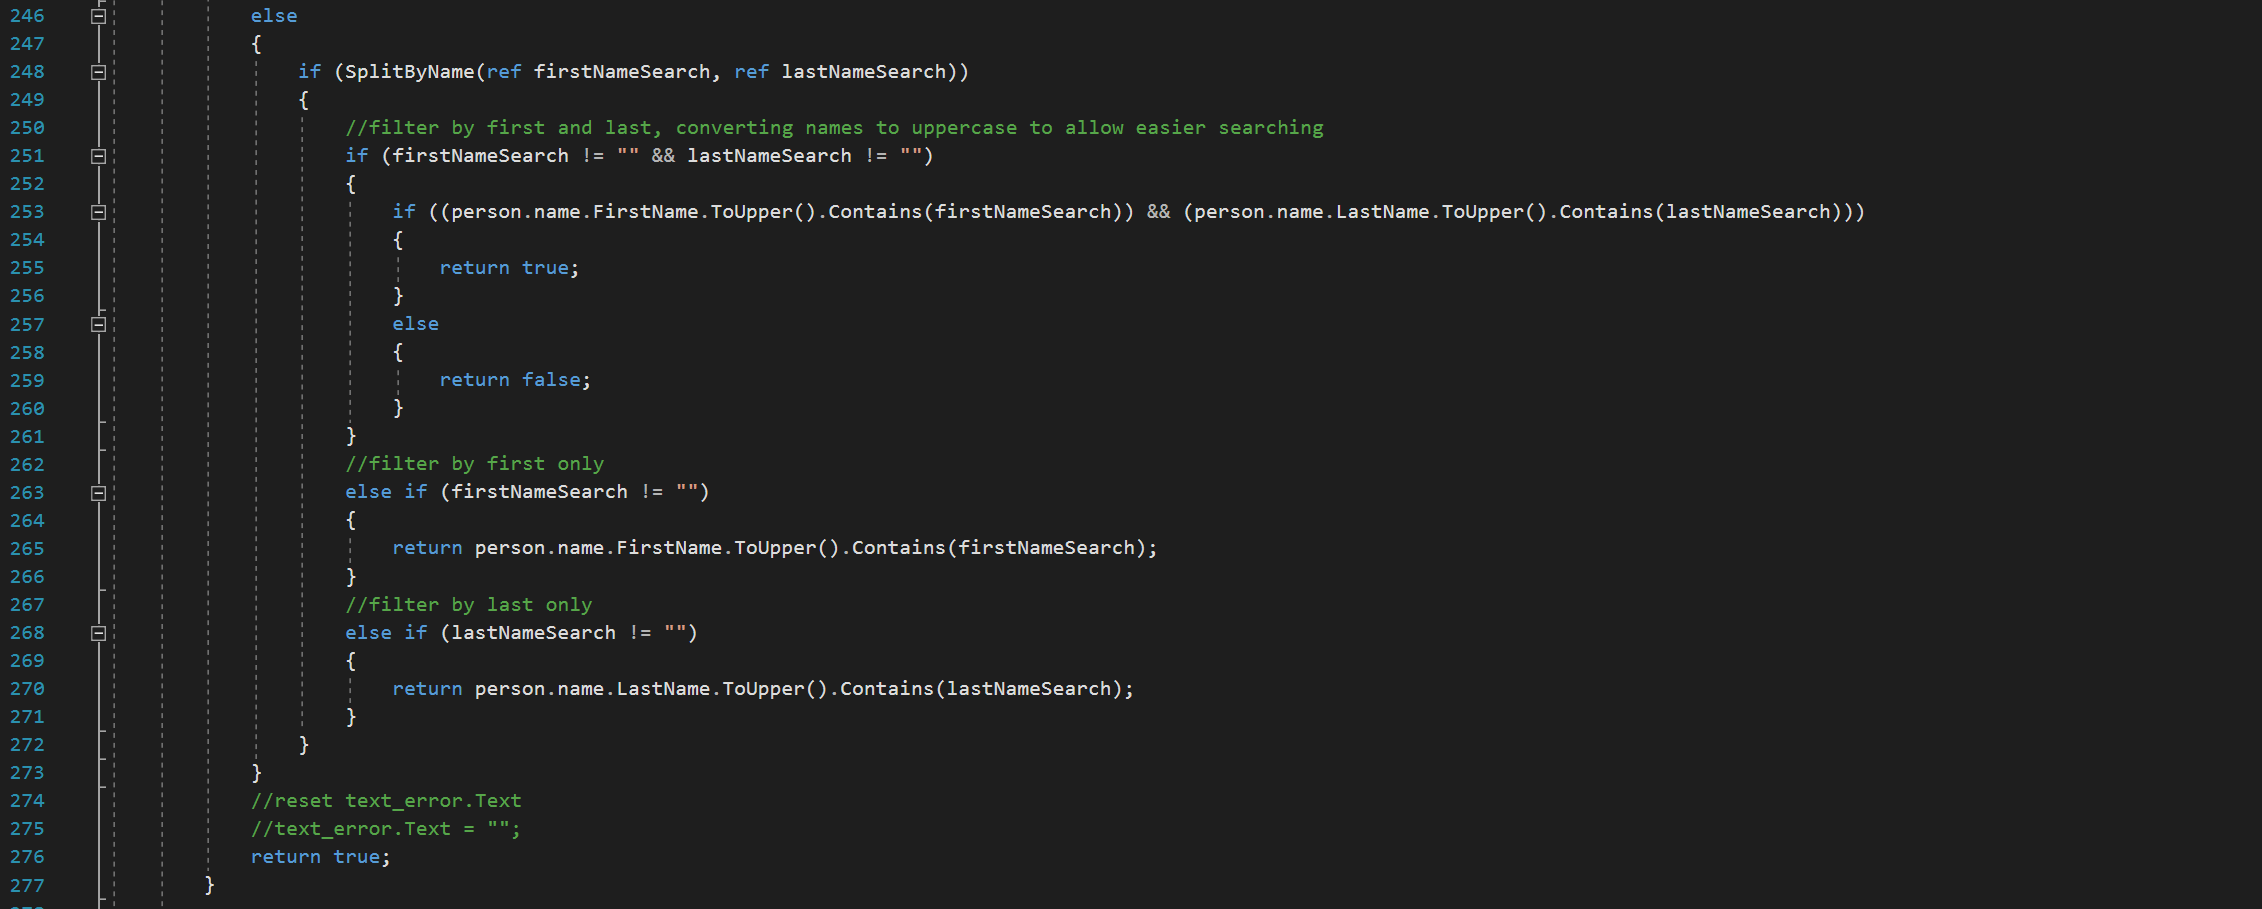 246 else
247 {
248 if (SplitByName(ref firstNameSearch, ref lastNameSearch))
249 {
250 //filter by first and last, converting names to uppercase to allow easier searching
251 if (firstNameSearch != "" && lastNameSearch != "")
252 {
253 if ((person.name.FirstName.ToUpper().Contains(firstNameSearch)) && (person.name.LastName.ToUpper().Contains(lastNameSearch)))
254 {
255 return true;
256 }
257 else
258 {
259 return false;
260 }
261 }
262 //filter by first only
263 else if (firstNameSearch != "")
264 {
265 return person.name.FirstName.ToUpper().Contains(firstNameSearch);
266 }
267 //filter by last only
268 else if (lastNameSearch != "")
269 {
270 return person.name.LastName.ToUpper().Contains(lastNameSearch);
271 }
272 }
273 }
274 //reset text_error.Text
275 //text_error.Text = "";
276 return true;
277 }